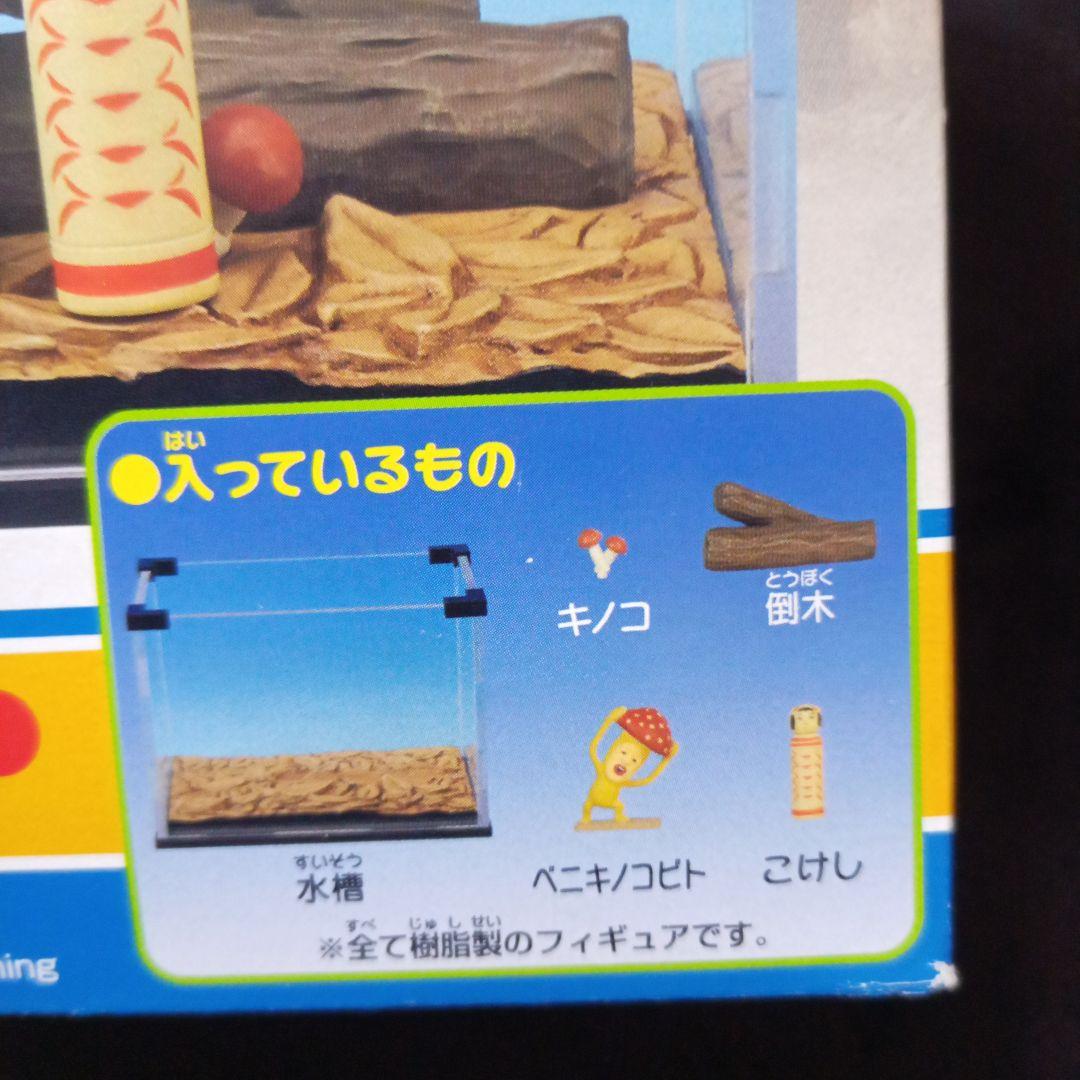 ●入っているもの
はい
キノコ
倒木
とうぼく
水槽
すいそう
ベニキノコビト
こけし
※全て樹脂製のフィギュアです。
すべ じゅ し せい